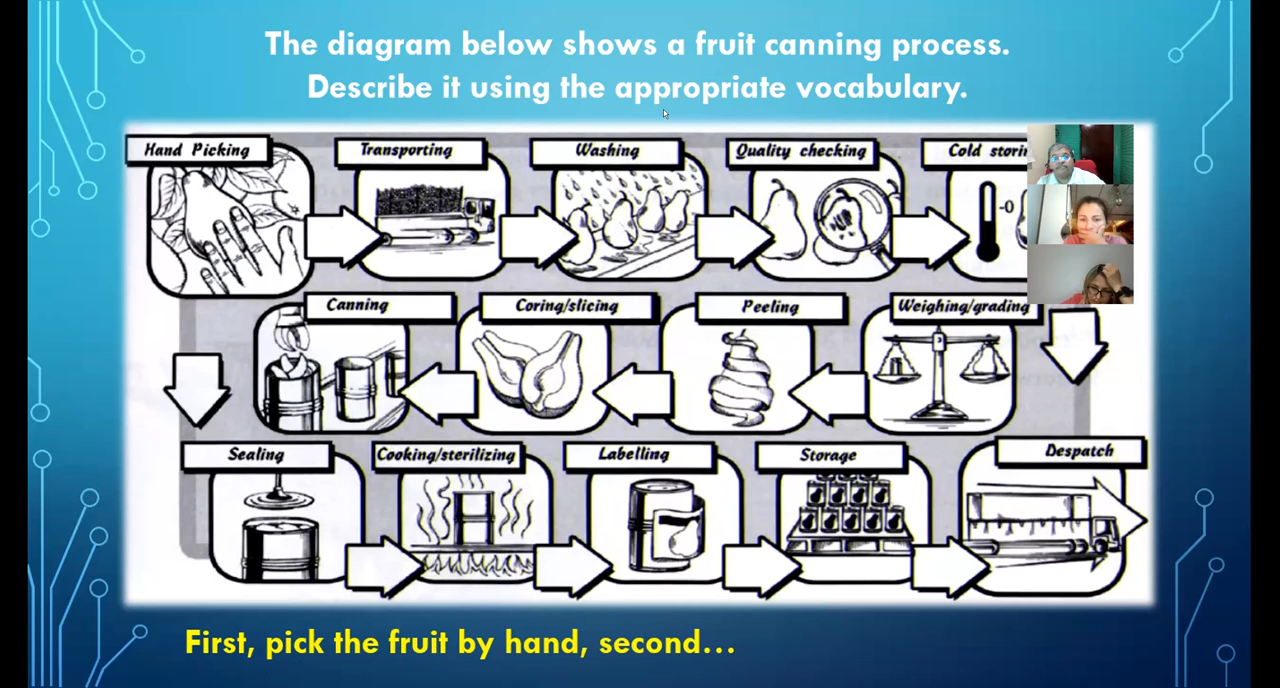 The diagram below shows a fruit canning process.
Describe it using the appropriate vocabulary.
Hand Picking
Transporting
Washing
Quality checking
Cold
-0
Canning
Coring/slicing
Peeling
Weighing/grading
Sealing
Cooking/sterilizing
Labelling
Storage
Despatch
First, pick the fruit by hand, second...